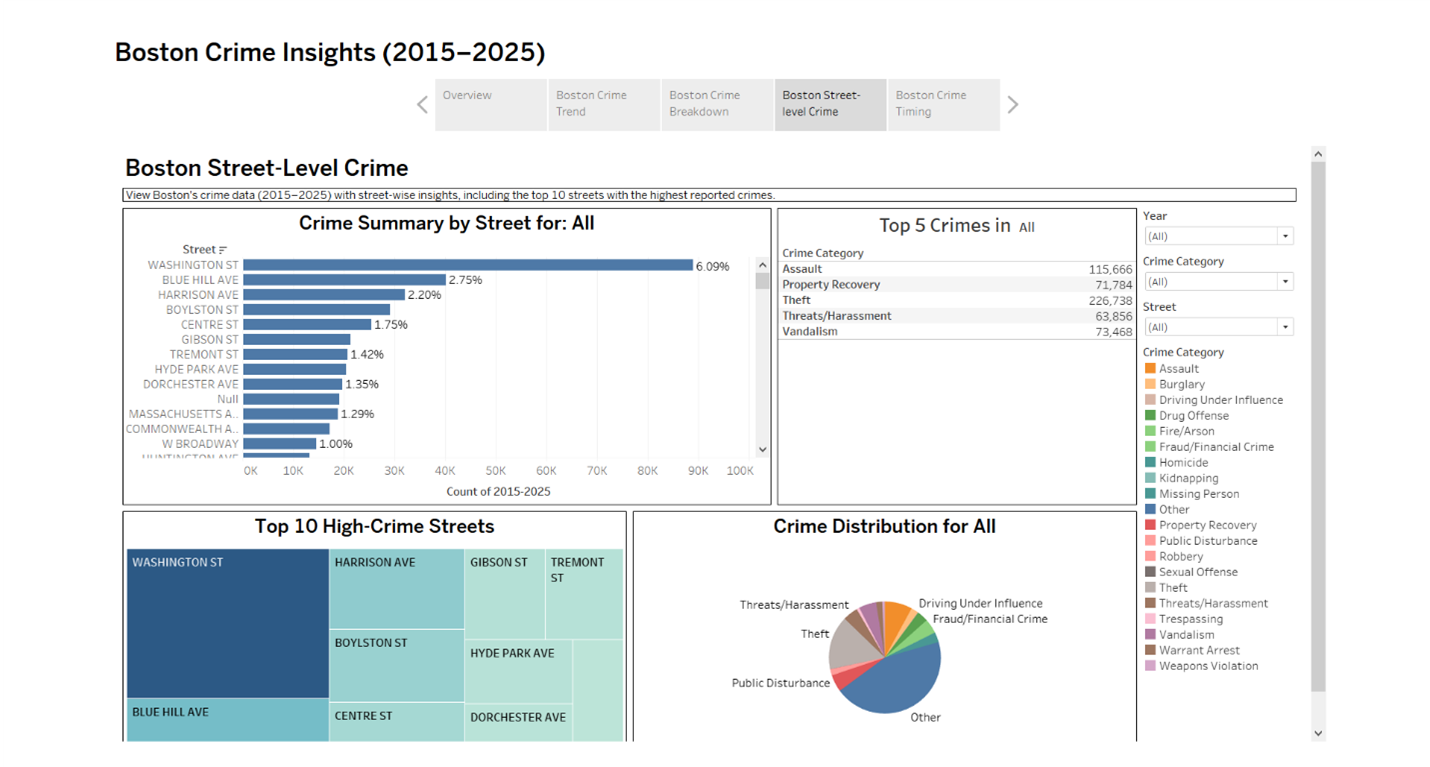 Boston Crime Insights (2015–2025)
Overview
Boston Crime
Trend
Boston Crime
Breakdown
Boston Street-
level Crime
Boston Crime
Timing
Boston Street-Level Crime
View Boston's crime data (2015–2025) with street-wise insights, including the top 10 streets with the highest reported crimes.
Crime Summary by Street for: All
Street
WASHINGTON ST 6.09%
BLUE HILL AVE 2.75%
HARRISON AVE 2.20%
BOYLSTON ST
CENTRE ST 1.75%
GIBSON ST
TREMONT ST 1.42%
HYDE PARK AVE
DORCHESTER AVE 1.35%
Null
MASSACHUSETTS A.. 1.29%
COMMONWEALTH A..
W BROADWAY 1.00%
HUNTINGTON AVE
0K 10K 20K 30K 40K 50K 60K 70K 80K 90K 100K
Count of 2015-2025
Top 5 Crimes in All
Crime Category
Assault 115,666
Property Recovery 71,784
Theft 226,738
Threats/Harassment 63,856
Vandalism 73,468
Year
(All)
Crime Category
(All)
Street
(All)
Crime Category
Assault
Burglary
Driving Under Influence
Drug Offense
Fire/Arson
Fraud/Financial Crime
Homicide
Kidnapping
Missing Person
Other
Property Recovery
Public Disturbance
Robbery
Sexual Offense
Theft
Threats/Harassment
Trespassing
Vandalism
Warrant Arrest
Weapons Violation
Top 10 High-Crime Streets
WASHINGTON ST
BLUE HILL AVE
HARRISON AVE
BOYLSTON ST
CENTRE ST
GIBSON ST
TREMONT
ST
HYDE PARK AVE
DORCHESTER AVE
Crime Distribution for All
Threats/Harassment
Driving Under Influence
Fraud/Financial Crime
Theft
Public Disturbance
Other